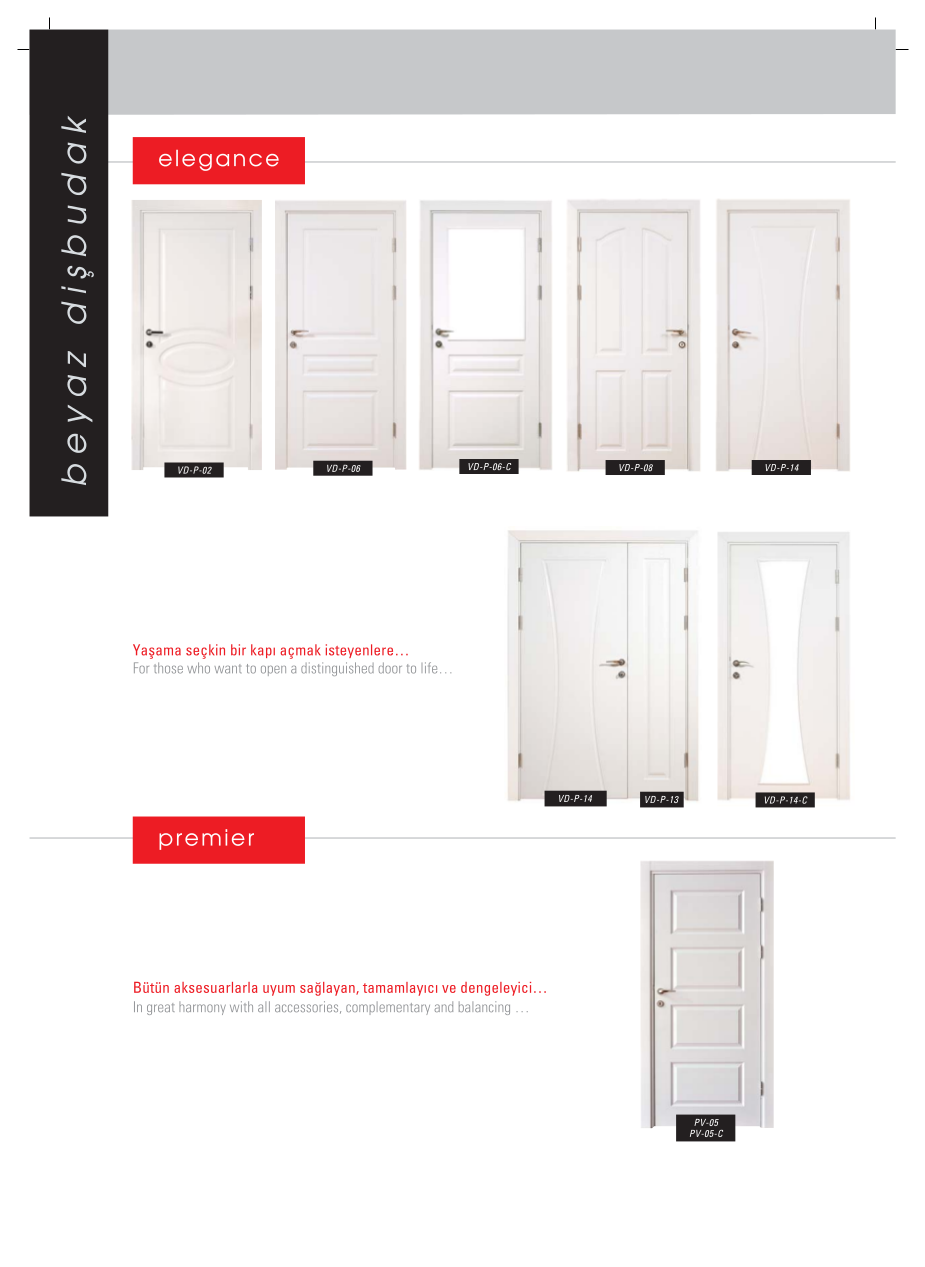 beyaz dişbudak
elegance
VD-P-02
VD-P-06
VD-P-06-C
VD-P-08
VD-P-14
Yaşama seçkin bir kapı açmak isteyenlere...
For those who want to open a distinguished door to life...
VD-P-14
VD-P-13
VD-P-14-C
premier
Bütün aksesuarlarla uyum sağlayan, tamamlayıcı ve dengeleyici...
In great harmony with all accessories, complementary and balancing ...
PV-05
PV-05-C